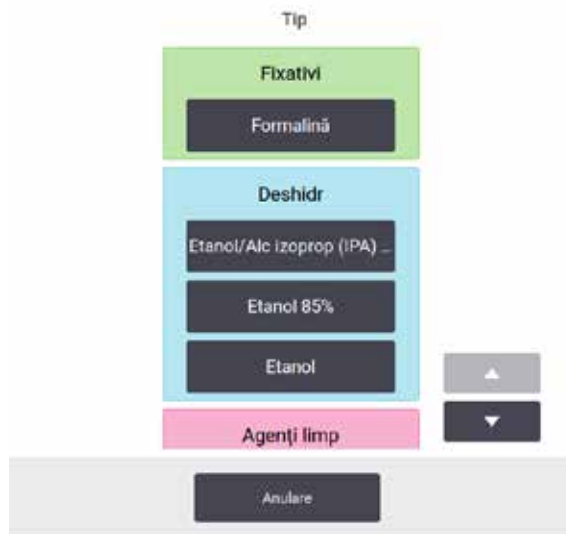 Tip
Fixativi
Formalină
Deshidr
Etanol/Alc izoprop (IPA) ...
Etanol 85%
Etanol
Agenți limp
Anulare